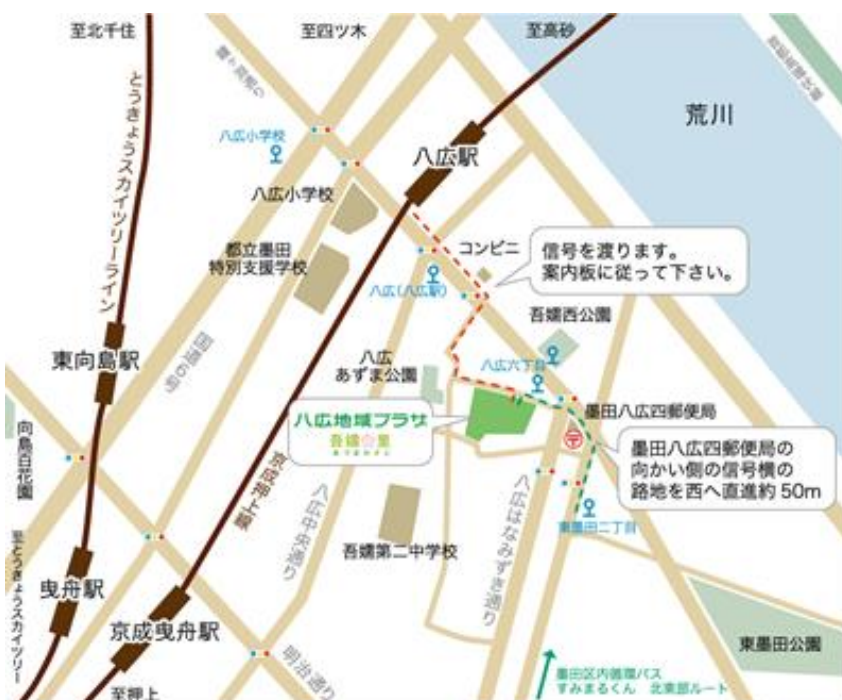 至北千住
至四ツ木
至高砂
とうきょうスカイツリーライン
荒川
八広小学校
八広駅
八広小学校
コンビニ
信号を渡ります。
案内板に従って下さい。
都立墨田
特別支援学校
八広(八広駅)
吾嬬西公園
国道6号
東向島駅
八広
あずま公園
八広六丁目
墨田八広四郵便局
八広地域プラザ
吾嬬の里
あづまのさと
墨田八広四郵便局の
向かい側の信号横の
路地を西へ直進約 50m
向島百花園
京成押上線
八広中央通り
八広はなみずき通り
東墨田二丁目
吾嬬第二中学校
至とうきょうスカイツリー
曳舟駅
京成曳舟駅
明治通り
東墨田公園
墨田区内循環バス
すみまるくん 北東部ルート
至押上